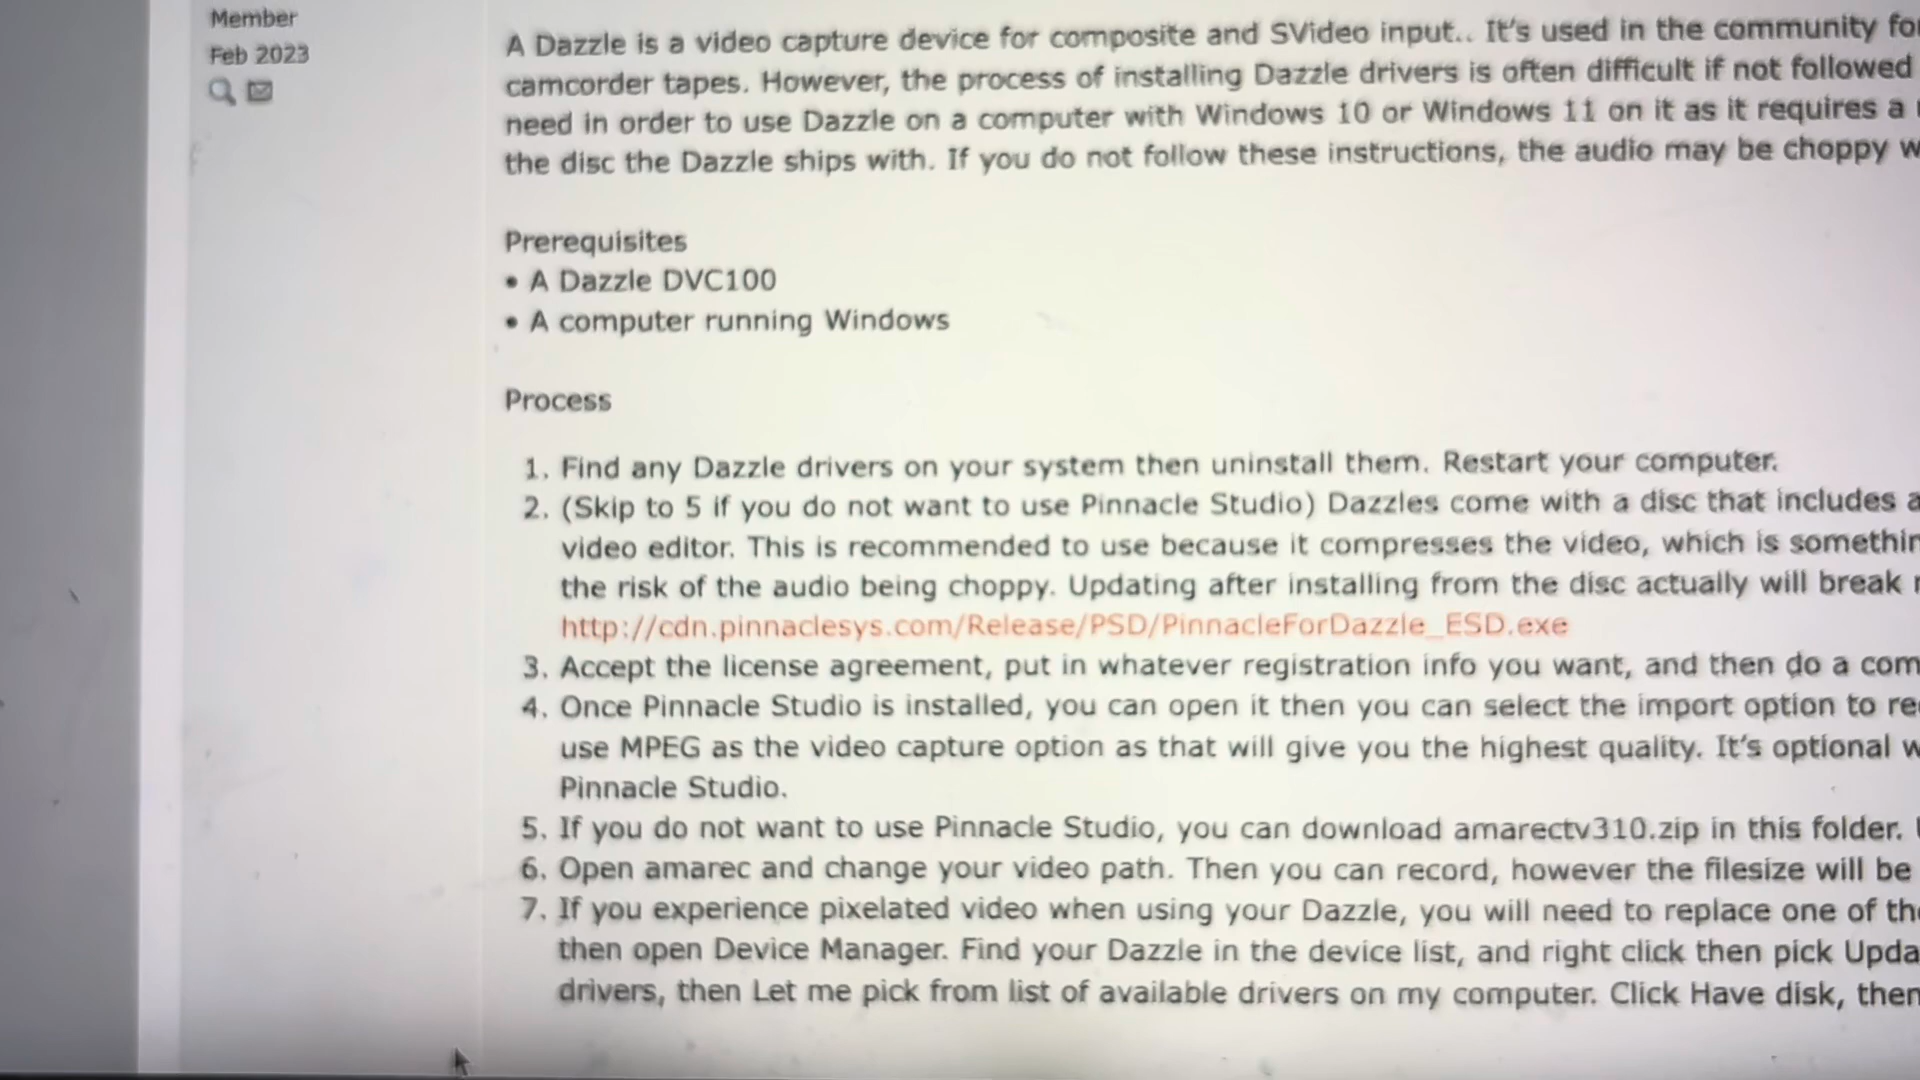 Member
Feb 2023
A Dazzle is a video capture device for composite and SVideo input.. It's used in the community for
camcorder tapes. However, the process of installing Dazzle drivers is often difficult if not followed
need in order to use Dazzle on a computer with Windows 10 or Windows 11 on it as it requires a
the disc the Dazzle ships with. If you do not follow these instructions, the audio may be choppy
Prerequisites
• A Dazzle DVC100
• A computer running Windows
Process
1. Find any Dazzle drivers on your system then uninstall them. Restart your computer.
2. (Skip to 5 if you do not want to use Pinnacle Studio) Dazzles come with a disc that includes
video editor. This is recommended to use because it compresses the video, which is
the risk of the audio being choppy. Updating after installing from the disc actually will break
http://cdn.pinnaclesys.com/Release/PSD/PinnacleForDazzle_ESD.exe
3. Accept the license agreement, put in whatever registration info you want, and then do a
4. Once Pinnacle Studio is installed, you can open it then you can select the import option to
use MPEG as the video capture option as that will give you the highest quality. It's optional
Pinnacle Studio.
5. If you do not want to use Pinnacle Studio, you can download amarectv310.zip in this folder.
6. Open amarec and change your video path. Then you can record, however the filesize will be
7. If you experience pixelated video when using your Dazzle, you will need to replace one of
then open Device Manager. Find your Dazzle in the device list, and right click then pick
drivers, then Let me pick from list of available drivers on my computer. Click Have disk, then